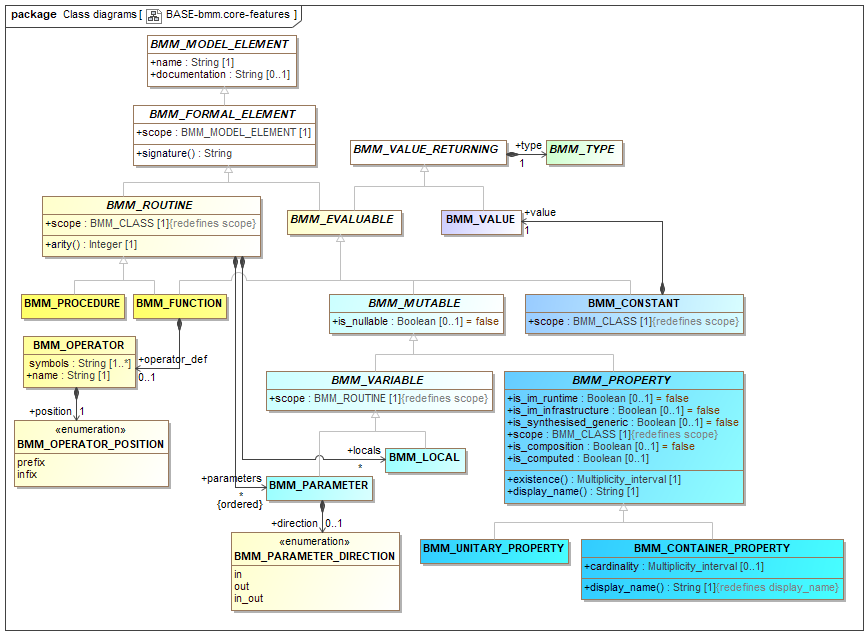 package Class diagrams [ BASE-bmm.core-features ]
BMM_MODEL_ELEMENT
+name : String [1]
+documentation : String [0..1]
BMM_FORMAL_ELEMENT
+scope : BMM_MODEL_ELEMENT [1]
+signature() : String
BMM_VALUE_RETURNING
+type
1
BMM_TYPE
BMM_ROUTINE
+scope : BMM_CLASS [1]{redefines scope}
+arity() : Integer [1]
BMM_EVALUABLE
BMM_VALUE
+value
1
BMM_PROCEDURE
BMM_FUNCTION
BMM_MUTABLE
+is_nullable : Boolean [0..1] = false
BMM_CONSTANT
+scope : BMM_CLASS [1]{redefines scope}
BMM_OPERATOR
symbols : String [1..*]
+name : String [1]
+operator_def
0..1
BMM_VARIABLE
+scope : BMM_ROUTINE [1]{redefines scope}
BMM_PROPERTY
+is_im_runtime : Boolean [0..1] = false
+is_im_infrastructure : Boolean [0..1] = false
+is_synthesised_generic : Boolean [0..1] = false
+scope : BMM_CLASS [1]{redefines scope}
+is_composition : Boolean [0..1] = false
+is_computed : Boolean [0..1]
+existence() : Multiplicity_interval [1]
+display_name() : String [1]
+position
1
«enumeration»
BMM_OPERATOR_POSITION
prefix
infix
+locals
*
BMM_LOCAL
+parameters
*
{ordered}
BMM_PARAMETER
+direction
0..1
«enumeration»
BMM_PARAMETER_DIRECTION
in
out
in_out
BMM_UNITARY_PROPERTY
BMM_CONTAINER_PROPERTY
+cardinality : Multiplicity_interval [0..1]
+display_name() : String [1]{redefines display_name}